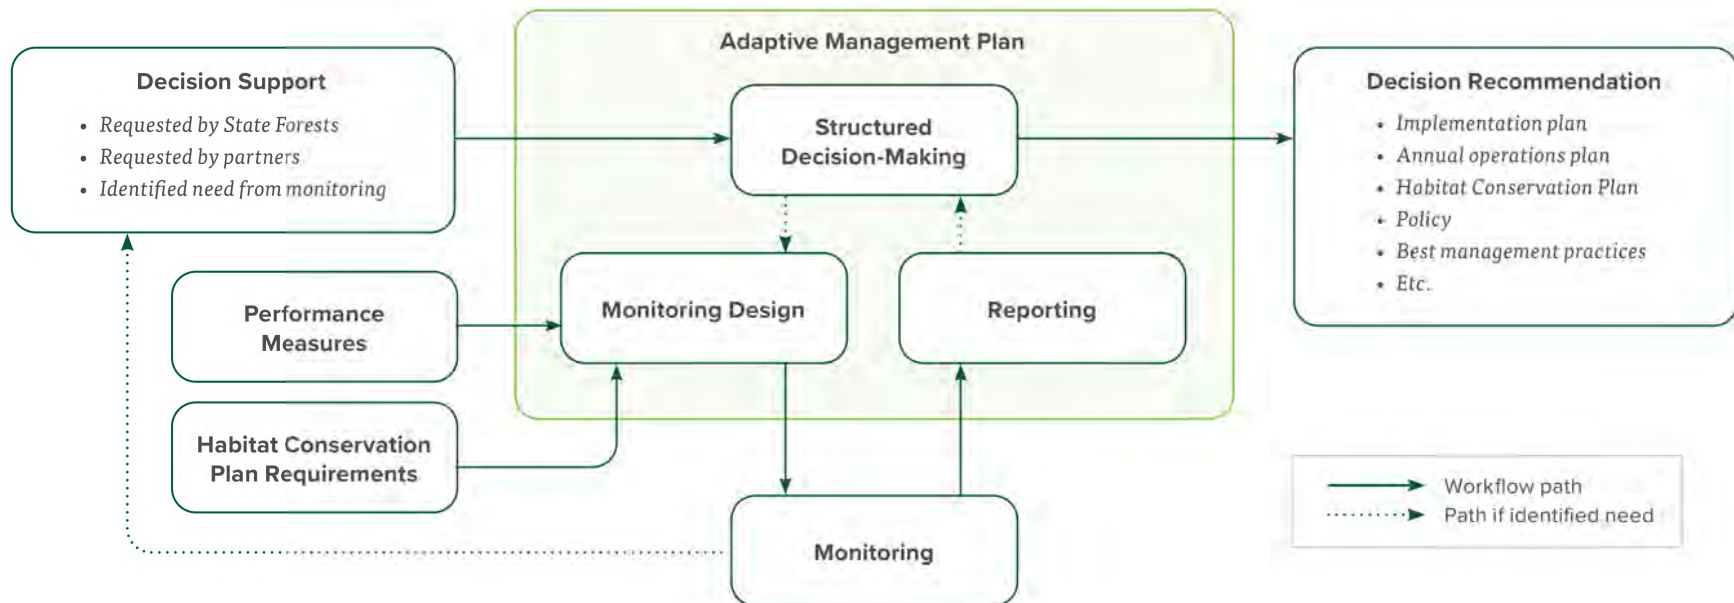 Adaptive Management Plan
Decision Support
• Requested by State Forests
• Requested by partners
• Identified need from monitoring
Structured
Decision-Making
Decision Recommendation
• Implementation plan
• Annual operations plan
• Habitat Conservation Plan
• Policy
• Best management practices
• Etc.
Performance
Measures
Monitoring Design
Reporting
Habitat Conservation
Plan Requirements
Monitoring
Workflow path
Path if identified need